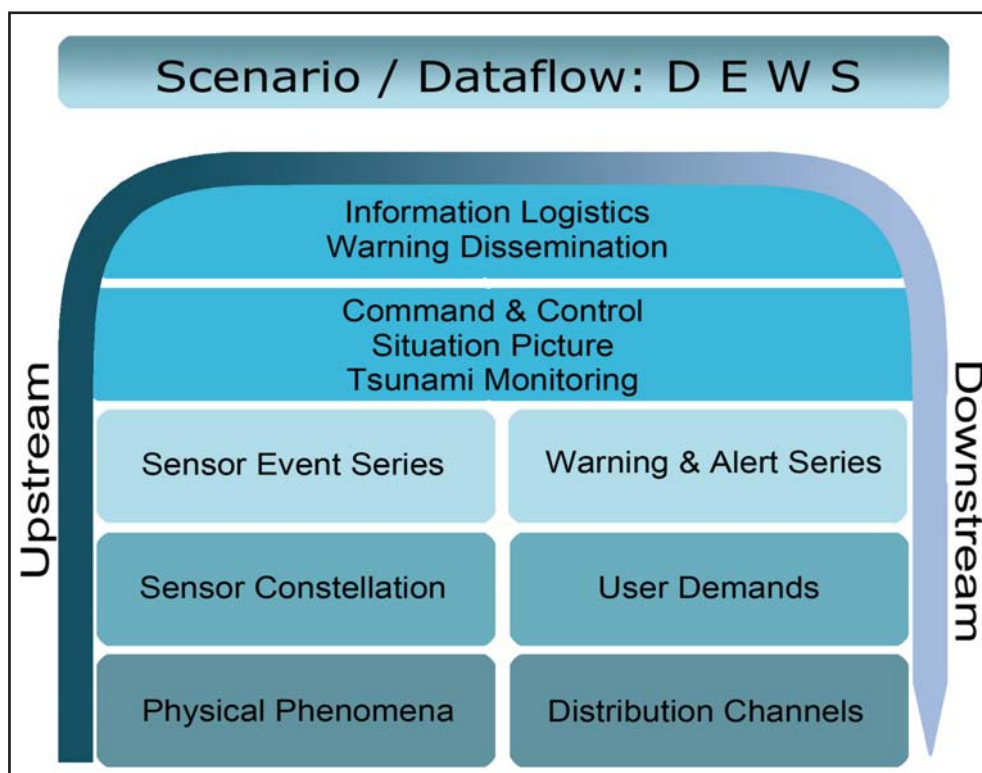 Scenario / Dataflow: D E W S
Information Logistics
Warning Dissemination
Command & Control
Situation Picture
Tsunami Monitoring
Upstream
Downstream
Sensor Event Series
Warning & Alert Series
Sensor Constellation
User Demands
Physical Phenomena
Distribution Channels